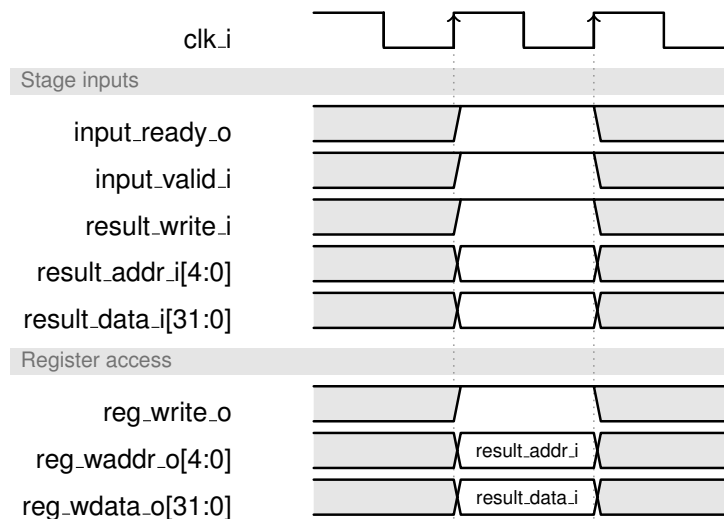 clk_i
Stage inputs
input_ready_o
input_valid_i
result_write_i
result_addr_i[4:0]
result_data_i[31:0]
Register access
reg_write_o
reg_waddr_o[4:0] result_addr_i
reg_wdata_o[31:0] result_data_i